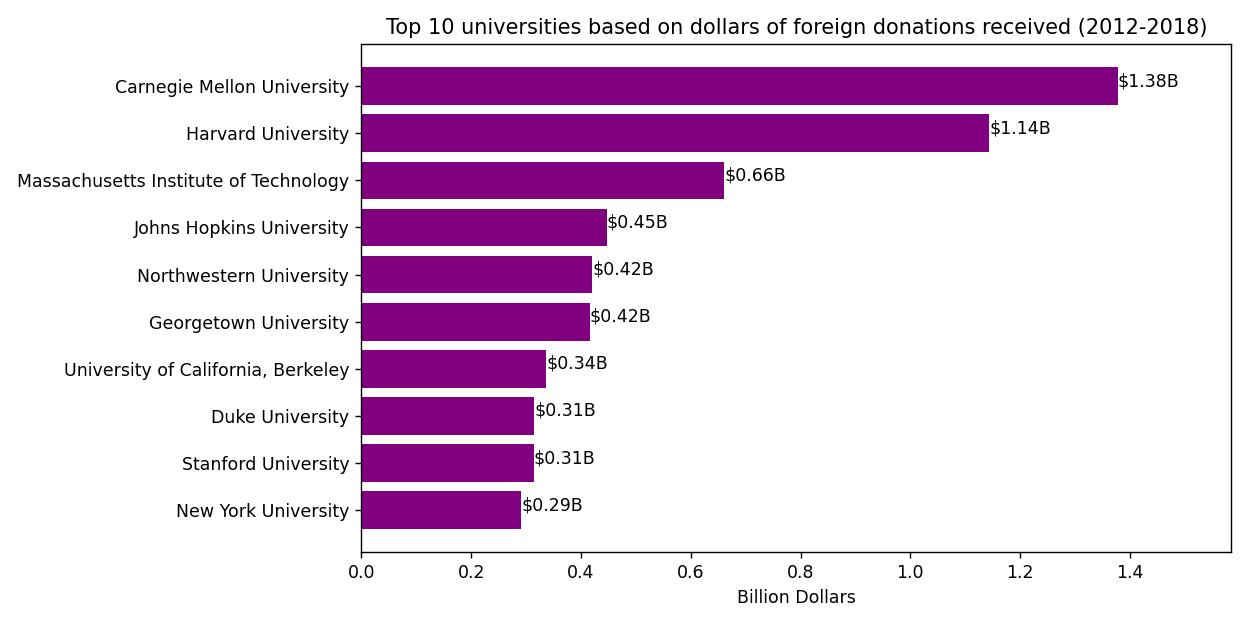 Top 10 universities based on dollars of foreign donations received (2012-2018)
Carnegie Mellon University $1.38B
Harvard University $1.14B
Massachusetts Institute of Technology $0.66B
Johns Hopkins University $0.45B
Northwestern University $0.42B
Georgetown University $0.42B
University of California, Berkeley $0.34B
Duke University $0.31B
Stanford University $0.31B
New York University $0.29B
0.0 0.2 0.4 0.6 0.8 1.0 1.2 1.4
Billion Dollars